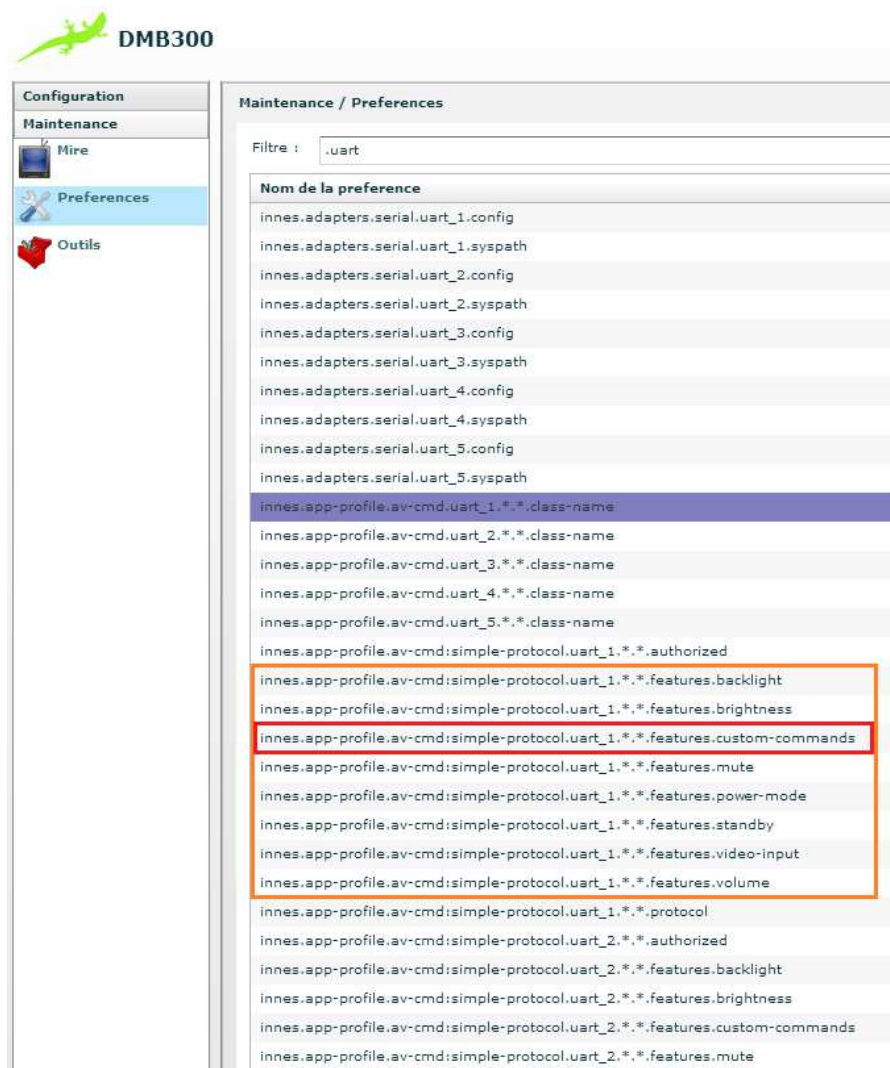 DMB300
Configuration
Maintenance
Mire
Preferences
Outils
Maintenance / Preferences
Filtre : .uart
Nom de la preference
innes.adapters.serial.uart_1.config
innes.adapters.serial.uart_1.syspath
innes.adapters.serial.uart_2.config
innes.adapters.serial.uart_2.syspath
innes.adapters.serial.uart_3.config
innes.adapters.serial.uart_3.syspath
innes.adapters.serial.uart_4.config
innes.adapters.serial.uart_4.syspath
innes.adapters.serial.uart_5.config
innes.adapters.serial.uart_5.syspath
innes.app-profile.av-cmd.uart_1.*.*.class-name
innes.app-profile.av-cmd.uart_2.*.*.class-name
innes.app-profile.av-cmd.uart_3.*.*.class-name
innes.app-profile.av-cmd.uart_4.*.*.class-name
innes.app-profile.av-cmd.uart_5.*.*.class-name
innes.app-profile.av-cmd:simple-protocol.uart_1.*.*.authorized
innes.app-profile.av-cmd:simple-protocol.uart_1.*.*.features.backlight
innes.app-profile.av-cmd:simple-protocol.uart_1.*.*.features.brightness
innes.app-profile.av-cmd:simple-protocol.uart_1.*.*.features.custom-commands
innes.app-profile.av-cmd:simple-protocol.uart_1.*.*.features.mute
innes.app-profile.av-cmd:simple-protocol.uart_1.*.*.features.power-mode
innes.app-profile.av-cmd:simple-protocol.uart_1.*.*.features.standby
innes.app-profile.av-cmd:simple-protocol.uart_1.*.*.features.video-input
innes.app-profile.av-cmd:simple-protocol.uart_1.*.*.features.volume
innes.app-profile.av-cmd:simple-protocol.uart_1.*.*.protocol
innes.app-profile.av-cmd:simple-protocol.uart_2.*.*.authorized
innes.app-profile.av-cmd:simple-protocol.uart_2.*.*.features.backlight
innes.app-profile.av-cmd:simple-protocol.uart_2.*.*.features.brightness
innes.app-profile.av-cmd:simple-protocol.uart_2.*.*.features.custom-commands
innes.app-profile.av-cmd:simple-protocol.uart_2.*.*.features.mute